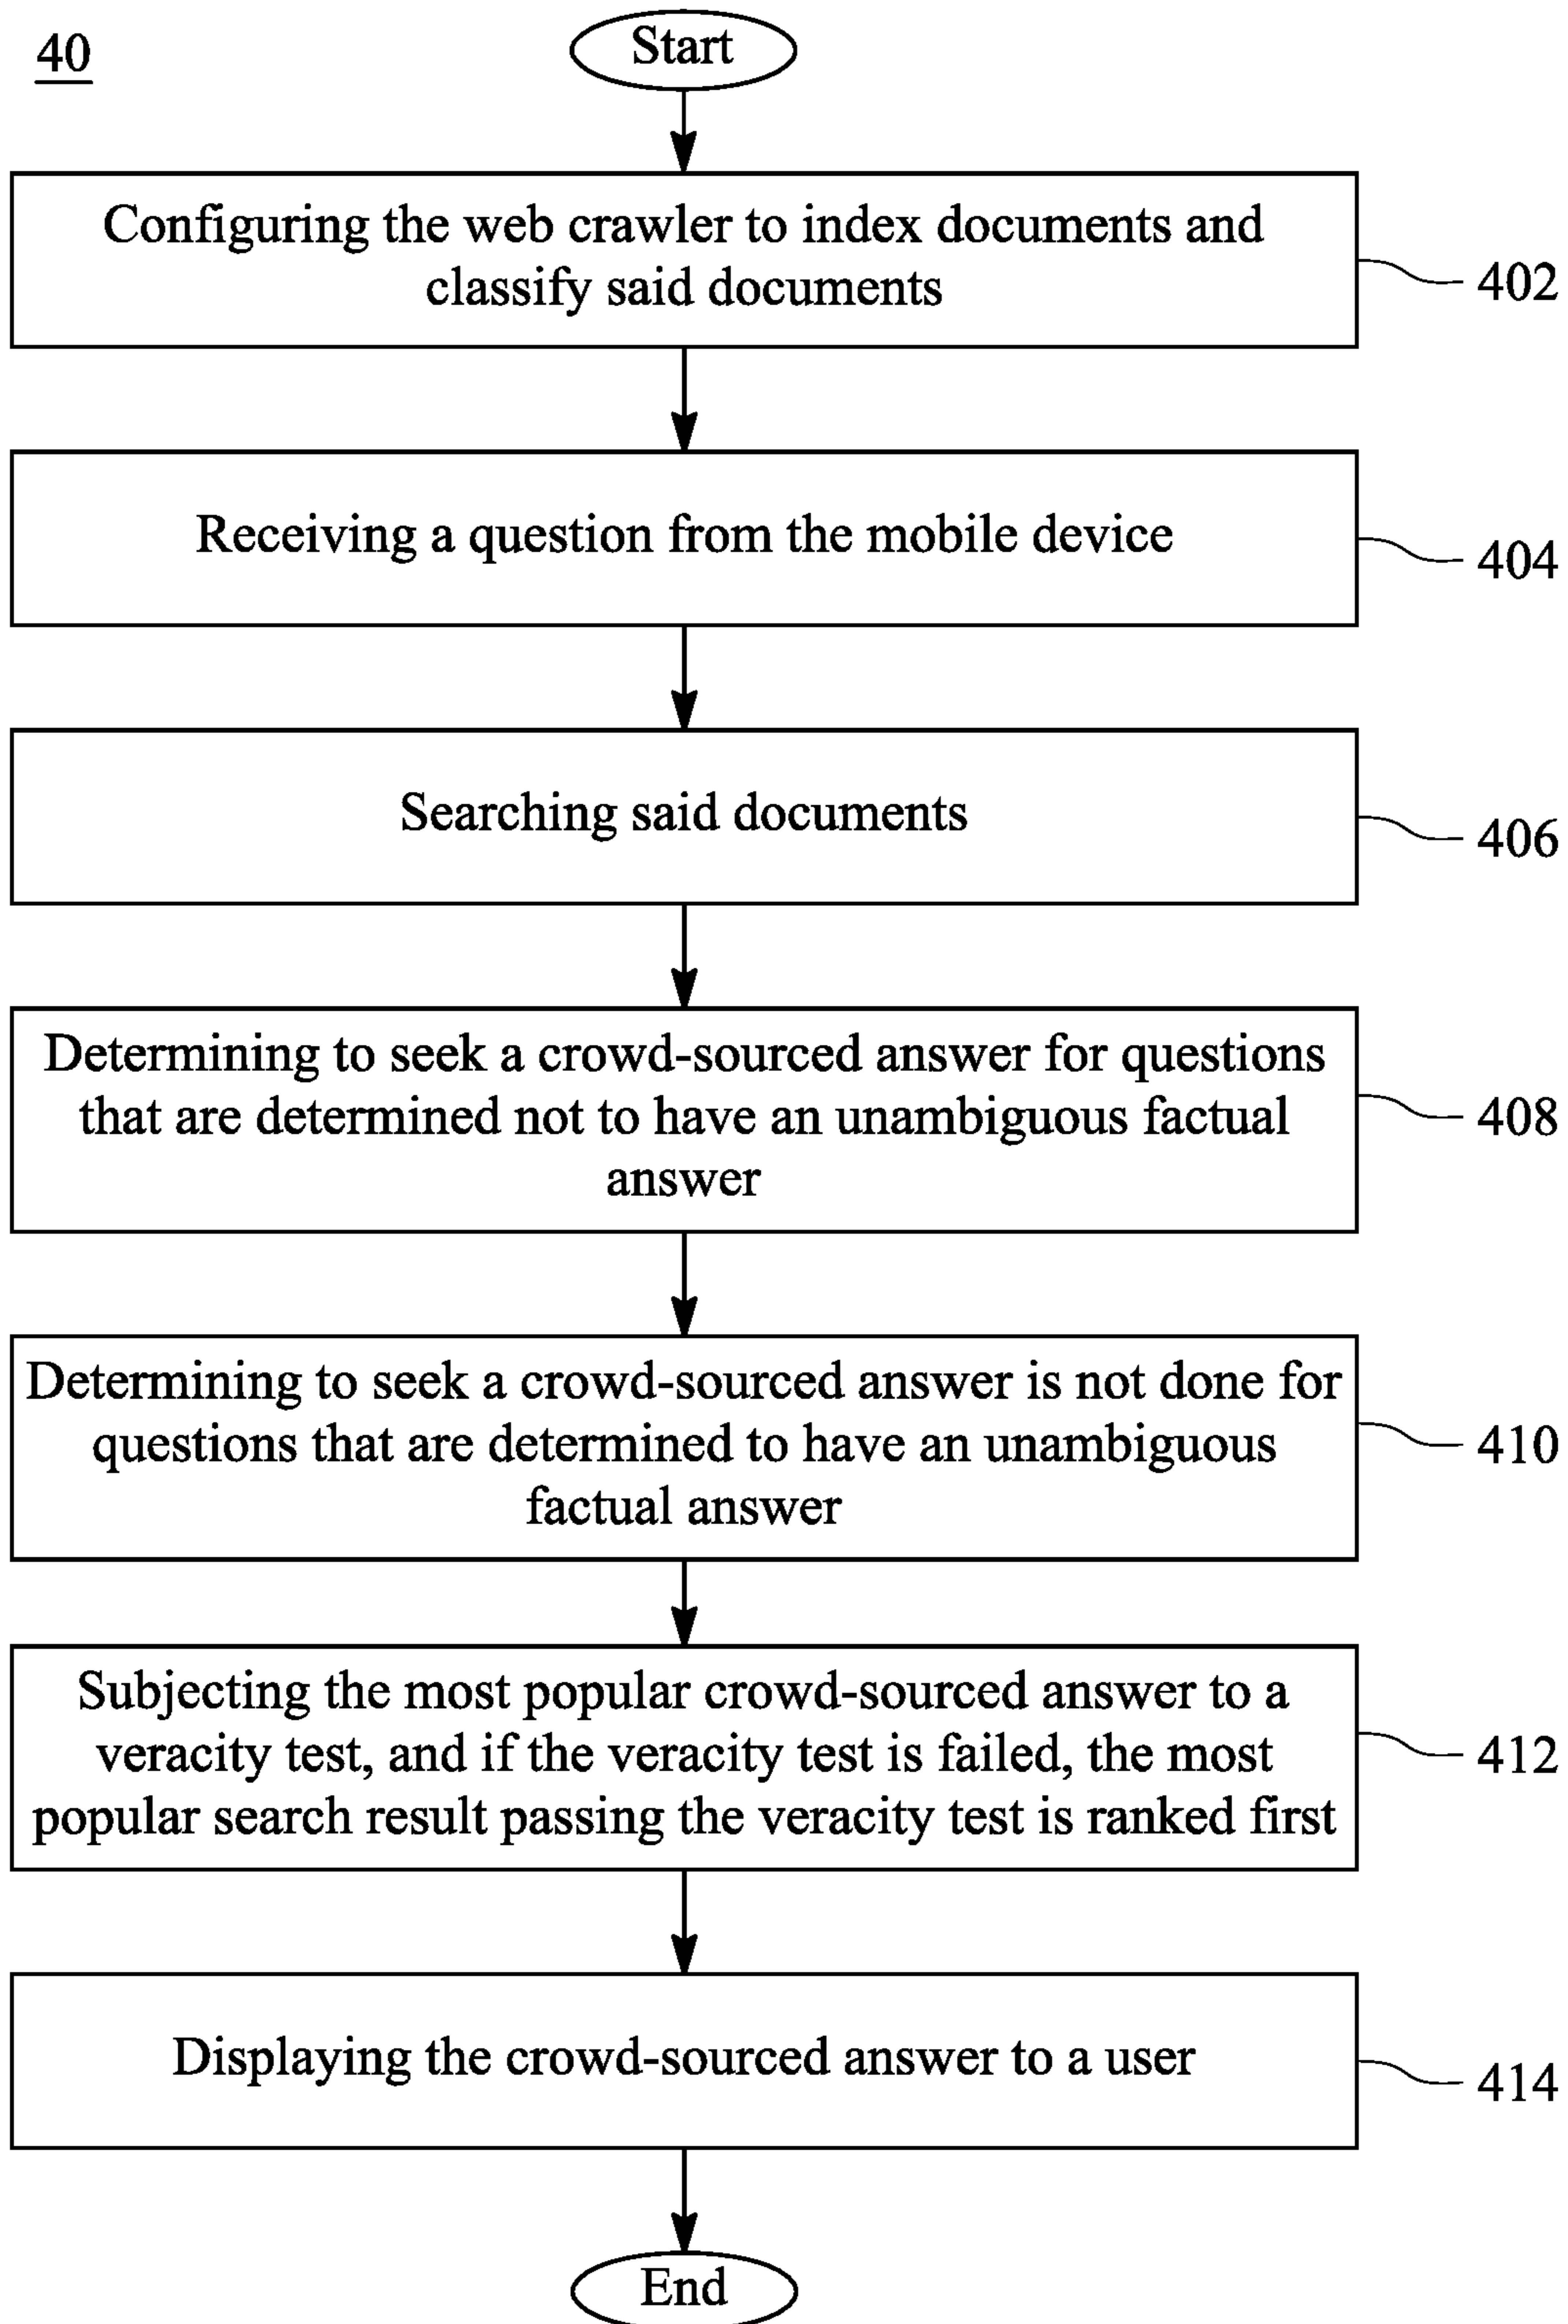 40
Start
Configuring the web crawler to index documents and
classify said documents
402
Receiving a question from the mobile device
404
Searching said documents
406
Determining to seek a crowd-sourced answer for questions
that are determined not to have an unambiguous factual
answer
408
Determining to seek a crowd-sourced answer is not done for
questions that are determined to have an unambiguous
factual answer
410
Subjecting the most popular crowd-sourced answer to a
veracity test, and if the veracity test is failed, the most
popular search result passing the veracity test is ranked first
412
Displaying the crowd-sourced answer to a user
414
End